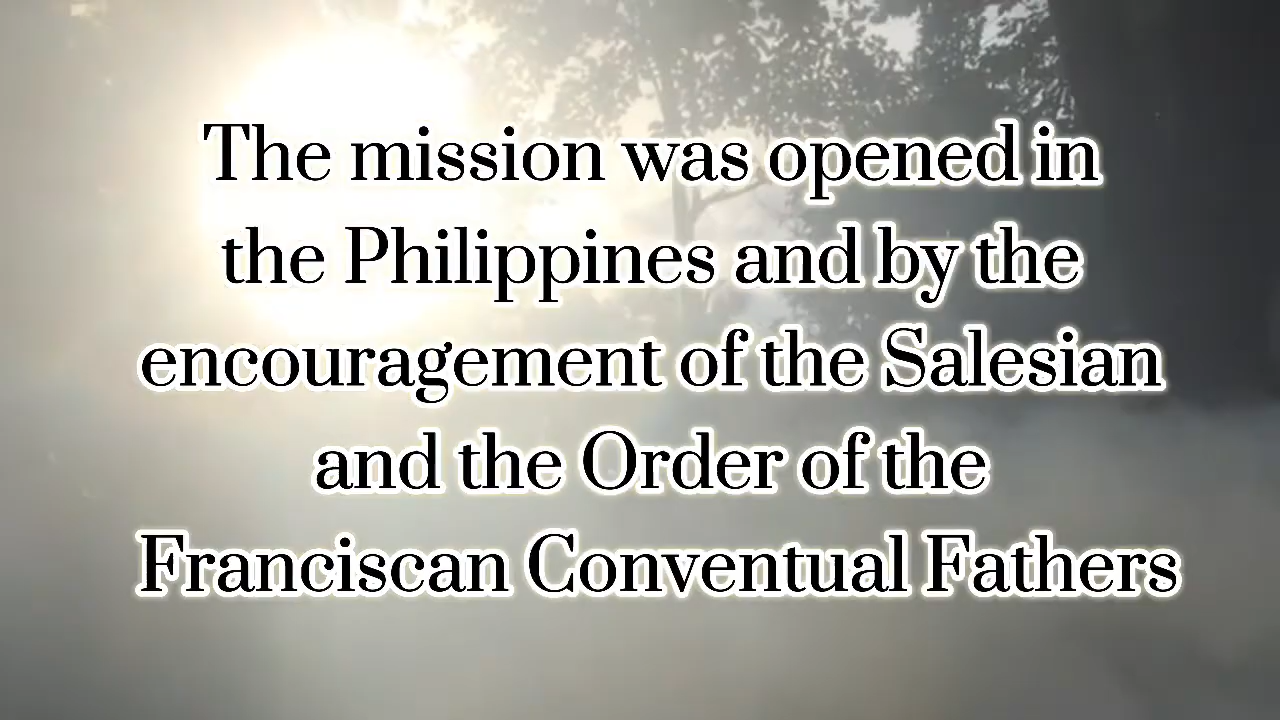 The mission was opened in
the Philippines and by the
encouragement of the Salesian
and the Order of the
Franciscan Conventual Fathers